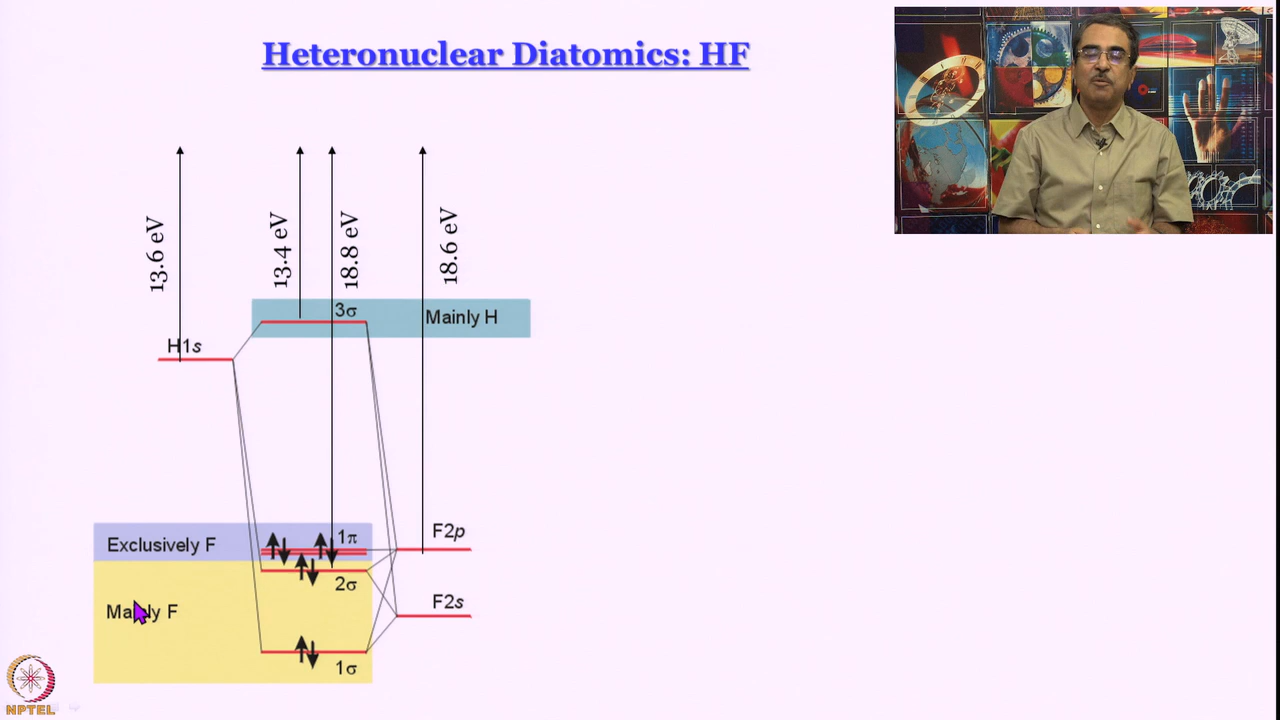 Heteronuclear Diatomics: HF
13.6 eV
13.4 eV
18.8 eV
18.6 eV
3σ
Mainly H
H1s
1π
F2p
Exclusively F
2σ
F2s
Mainly F
1σ
NPTEL